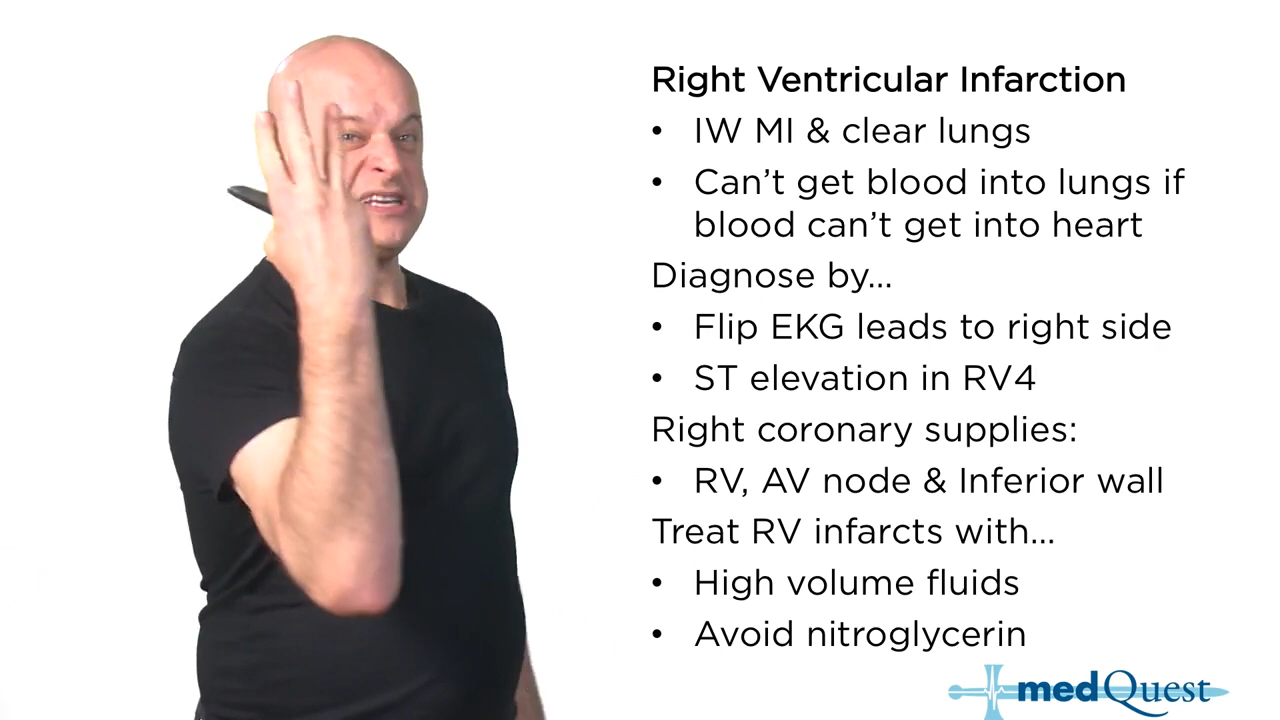 Right Ventricular Infarction
• IW MI & clear lungs
• Can’t get blood into lungs if
blood can’t get into heart
Diagnose by...
• Flip EKG leads to right side
• ST elevation in RV4
Right coronary supplies:
• RV, AV node & Inferior wall
Treat RV infarcts with...
• High volume fluids
• Avoid nitroglycerin
medQuest